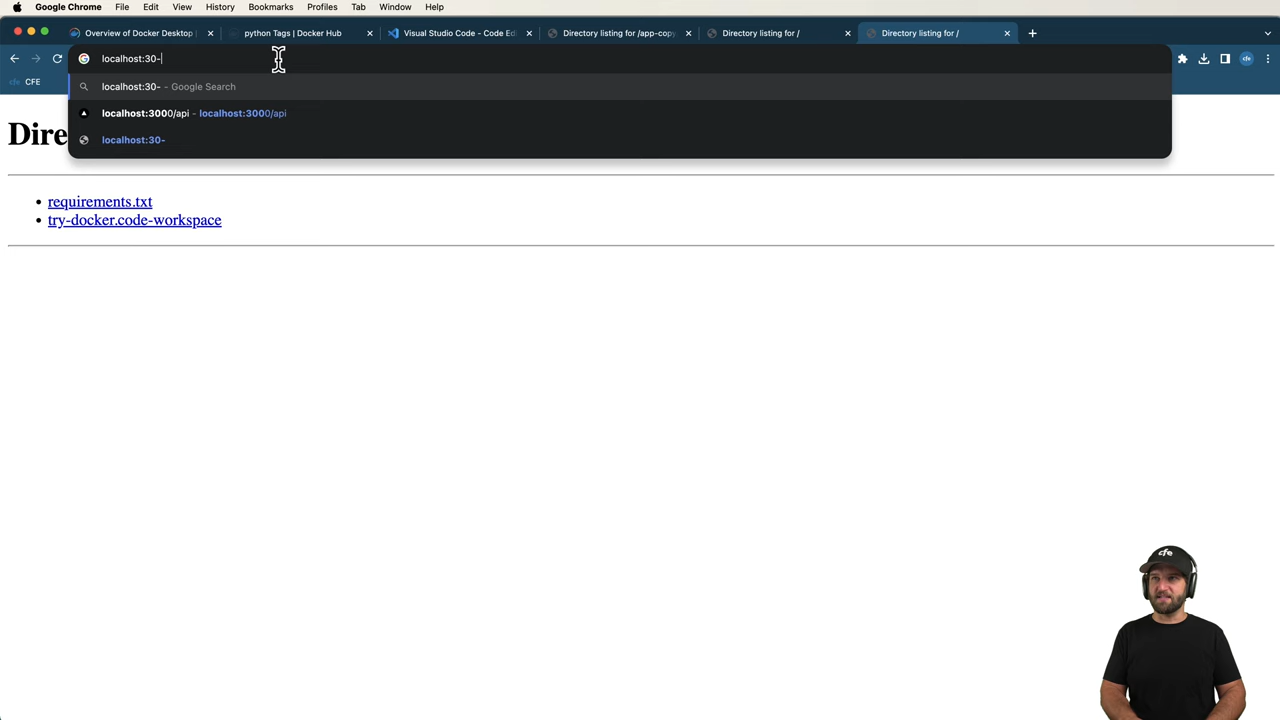 Google Chrome File Edit View History Bookmarks Profiles Tab Window Help
Overview of Docker Desktop | python Tags | Docker Hub Visual Studio Code - Code Edi Directory listing for /app-copy Directory listing for / Directory listing for /
localhost:30-
cfe
cfe CFE
localhost:30- - Google Search
localhost:3000/api - localhost:3000/api
localhost:30-
Dire
• requirements.txt
• try-docker.code-workspace
cfe